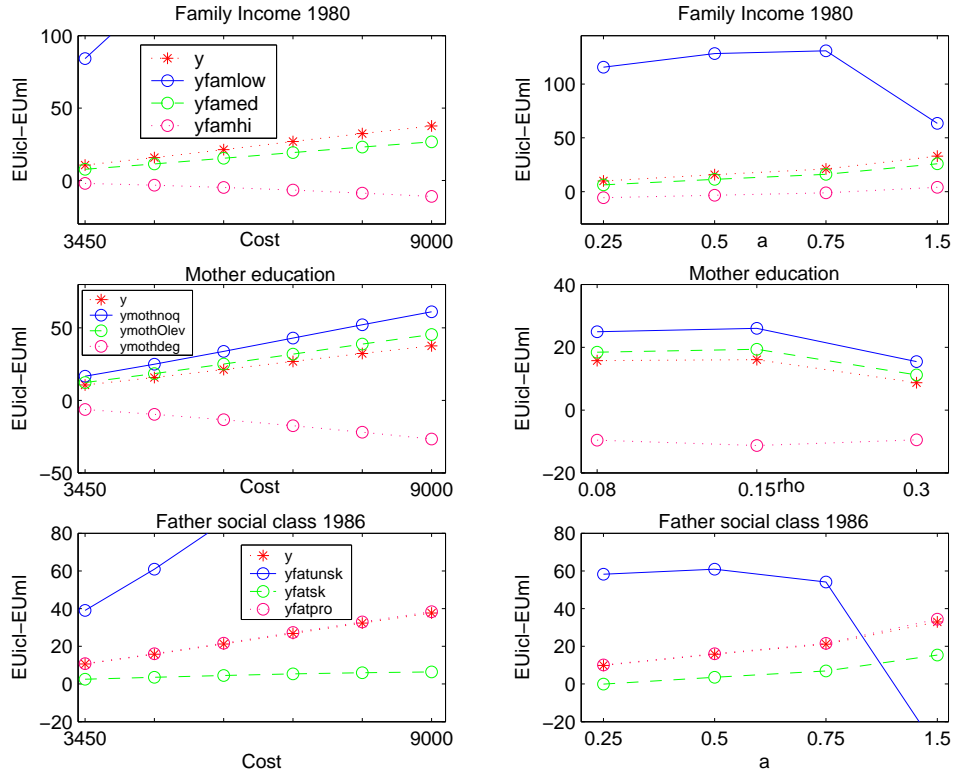 Family Income 1980
100
50
0
EUicl−EUml
y
yfamlow
yfamed
yfamhi
3450
Cost
9000
Family Income 1980
100
50
0
EUicl−EUml
0.25
0.5
a
0.75
1.5
Mother education
50
0
−50
EUicl−EUml
y
ymothnoq
ymothOlev
ymothdeg
3450
Cost
9000
Mother education
40
20
0
−20
EUicl−EUml
0.08
0.15
rho
0.3
Father social class 1986
80
60
40
20
0
−20
EUicl−EUml
y
yfatunsk
yfatsk
yfatpro
3450
Cost
9000
Father social class 1986
80
60
40
20
0
−20
EUicl−EUml
0.25
0.5
0.75
1.5
a